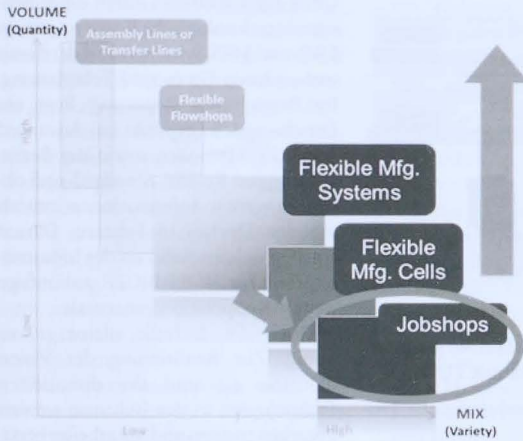 VOLUME
(Quantity)
Assembly Lines or
Transfer Lines
Flexible
Flowshops
High
Flexible Mfg.
Systems
Flexible
Mfg. Cells
Low
Jobshops
MIX
(Variety)
Low
High